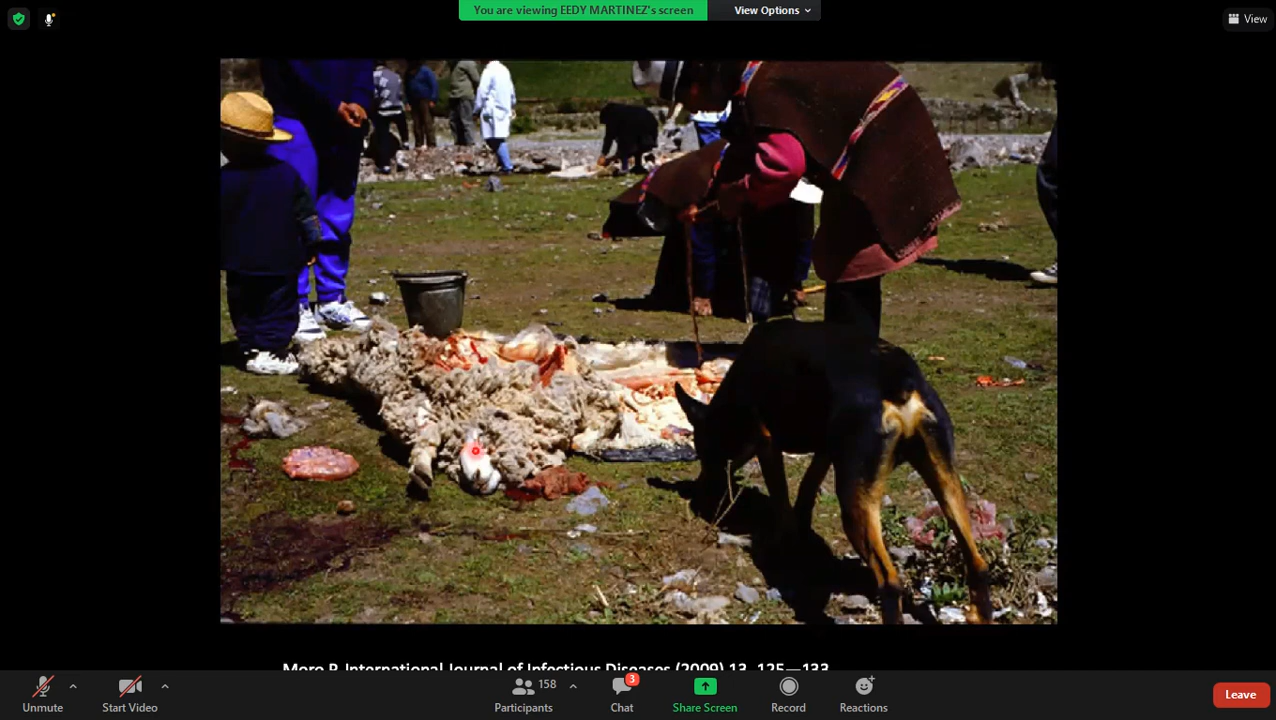 You are viewing EEDY MARTINEZ's screen
View Options
View
Moro P. International Journal of Infectious Diseases (2009) 13, 125—133
Unmute
Start Video
158
Participants
3
Chat
Share Screen
Record
Reactions
Leave